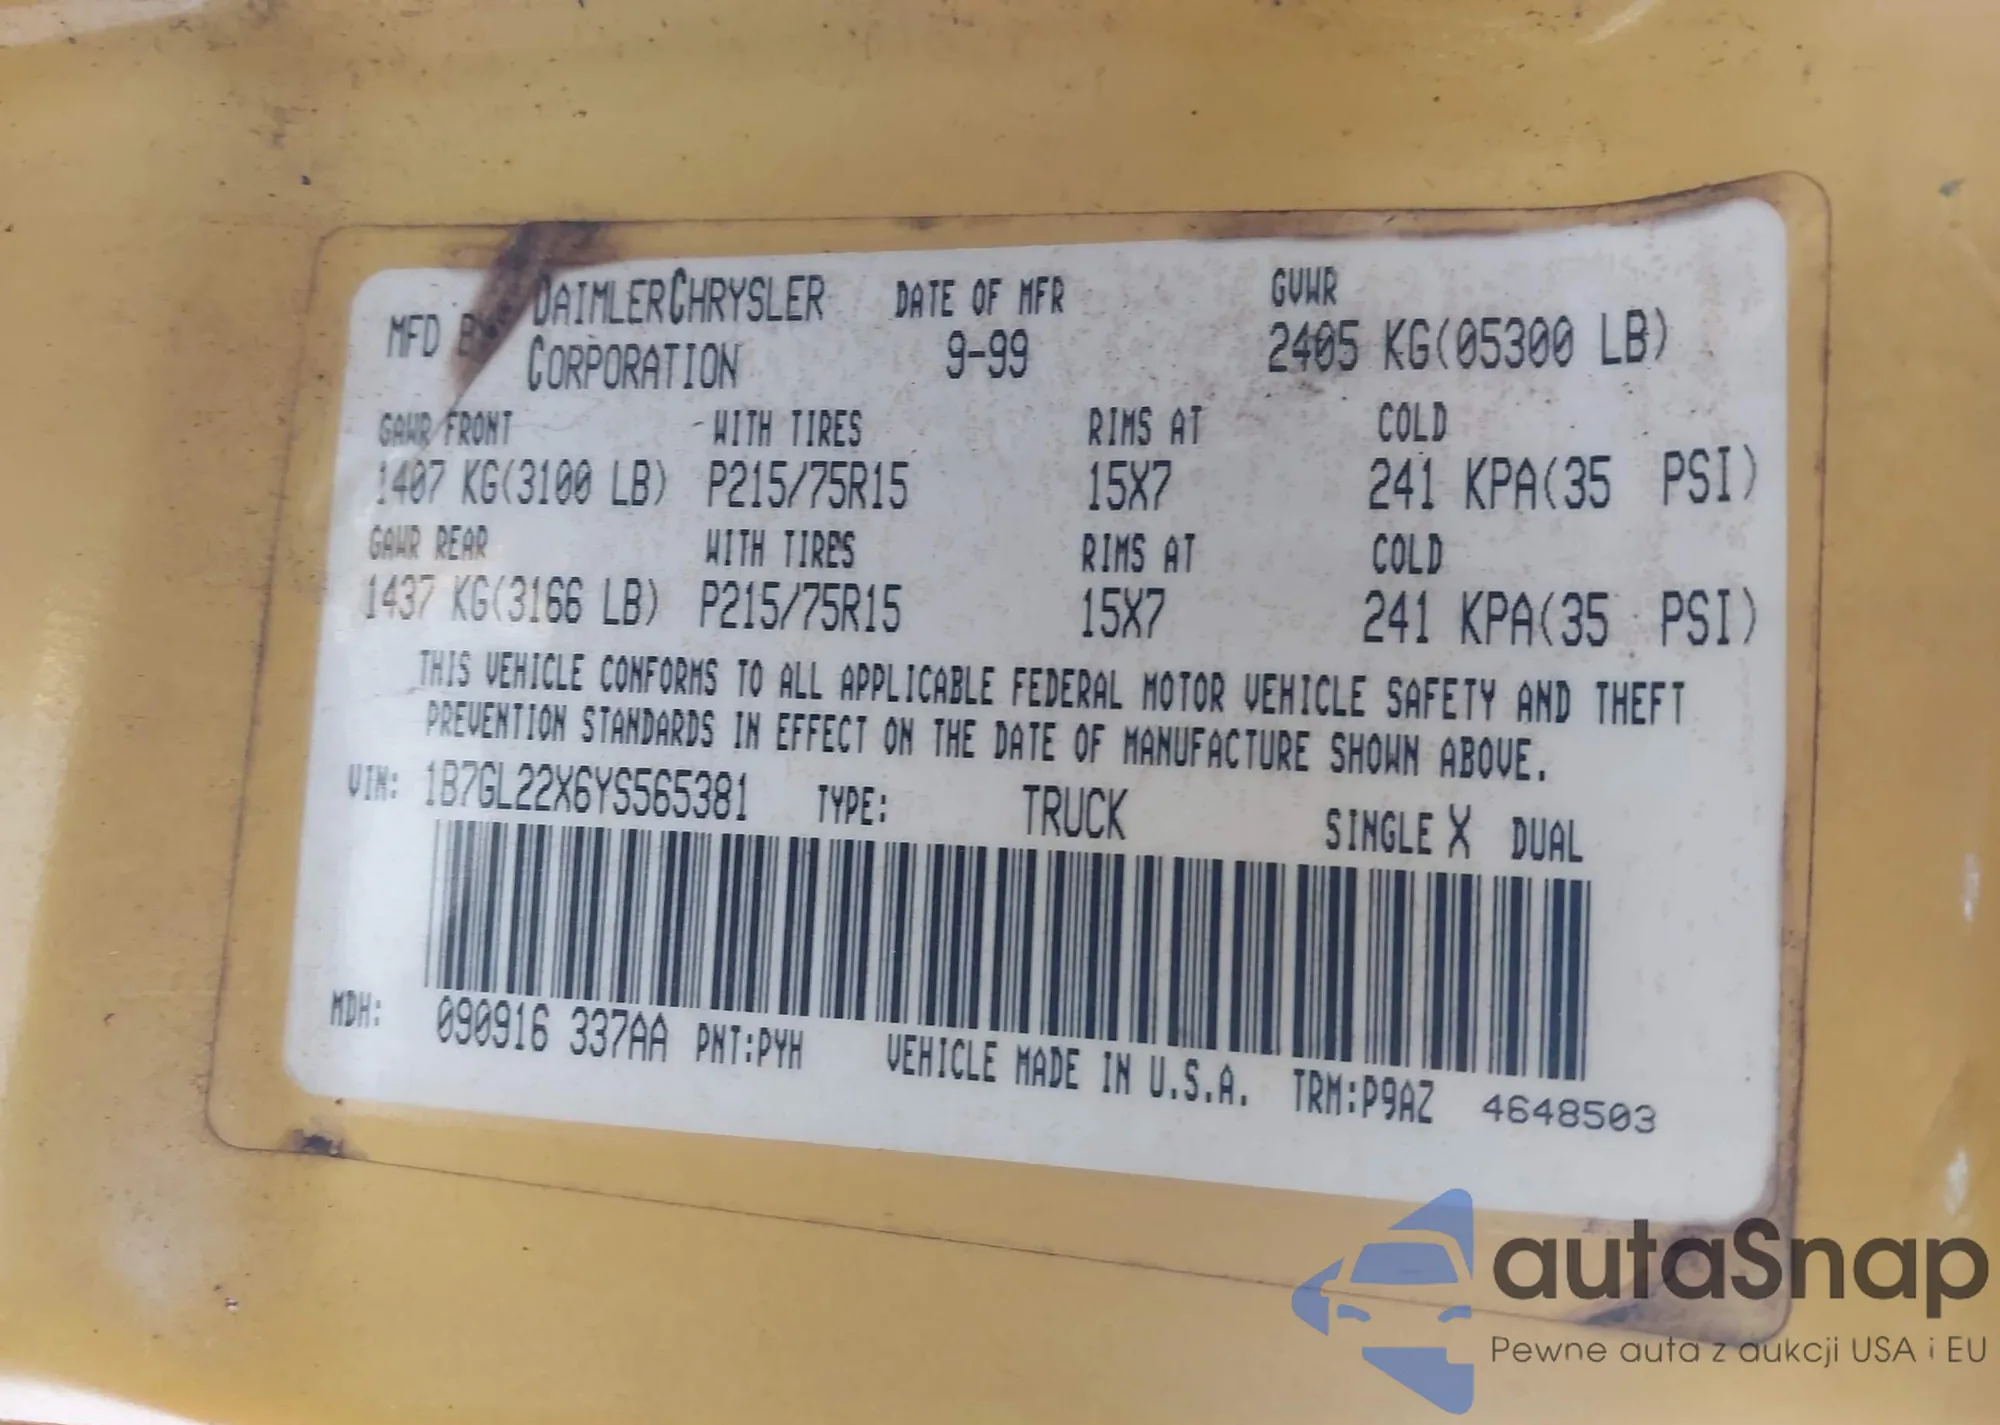 MFD BY DAIMLERCHRYSLER CORPORATION DATE OF MFR 9-99 GVWR 2405 KG(05300 LB)
GAWR FRONT WITH TIRES RIMS AT COLD
1407 KG(3100 LB) P215/75R15 15X7 241 KPA(35 PSI)
GAWR REAR WITH TIRES RIMS AT COLD
1437 KG(3166 LB) P215/75R15 15X7 241 KPA(35 PSI)
THIS VEHICLE CONFORMS TO ALL APPLICABLE FEDERAL MOTOR VEHICLE SAFETY AND THEFT
PREVENTION STANDARDS IN EFFECT ON THE DATE OF MANUFACTURE SHOWN ABOVE.
VIN: 1B7GL22X6YS565381 TYPE: TRUCK SINGLE X DUAL
MDH: 090916 337AA PNT:PYH VEHICLE MADE IN U.S.A. TRM:P9AZ 4648503
autaSnap
Pewne auta z aukcji USA i EU